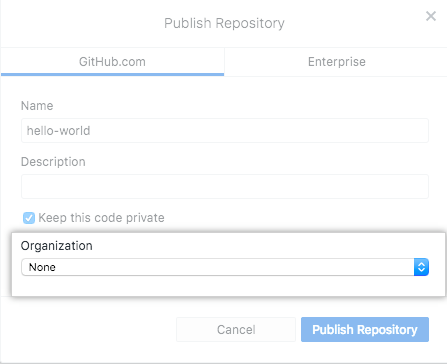 Publish Repository
GitHub.com
Enterprise
Name
hello-world
Description
Keep this code private
Organization
None
Cancel
Publish Repository